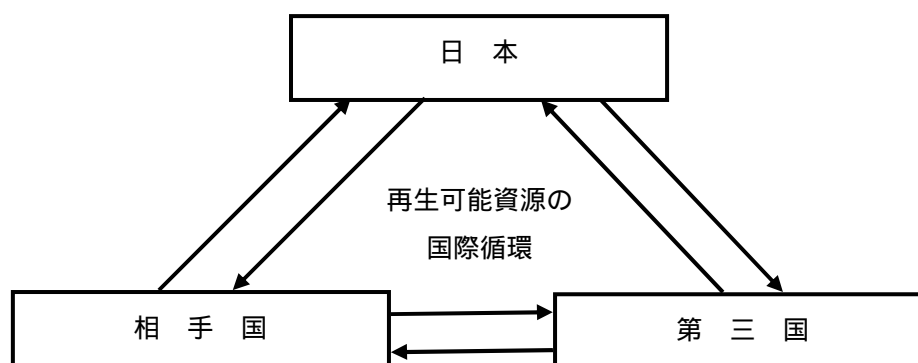 日 本
再生可能資源の
国際循環
相 手 国
第 三 国